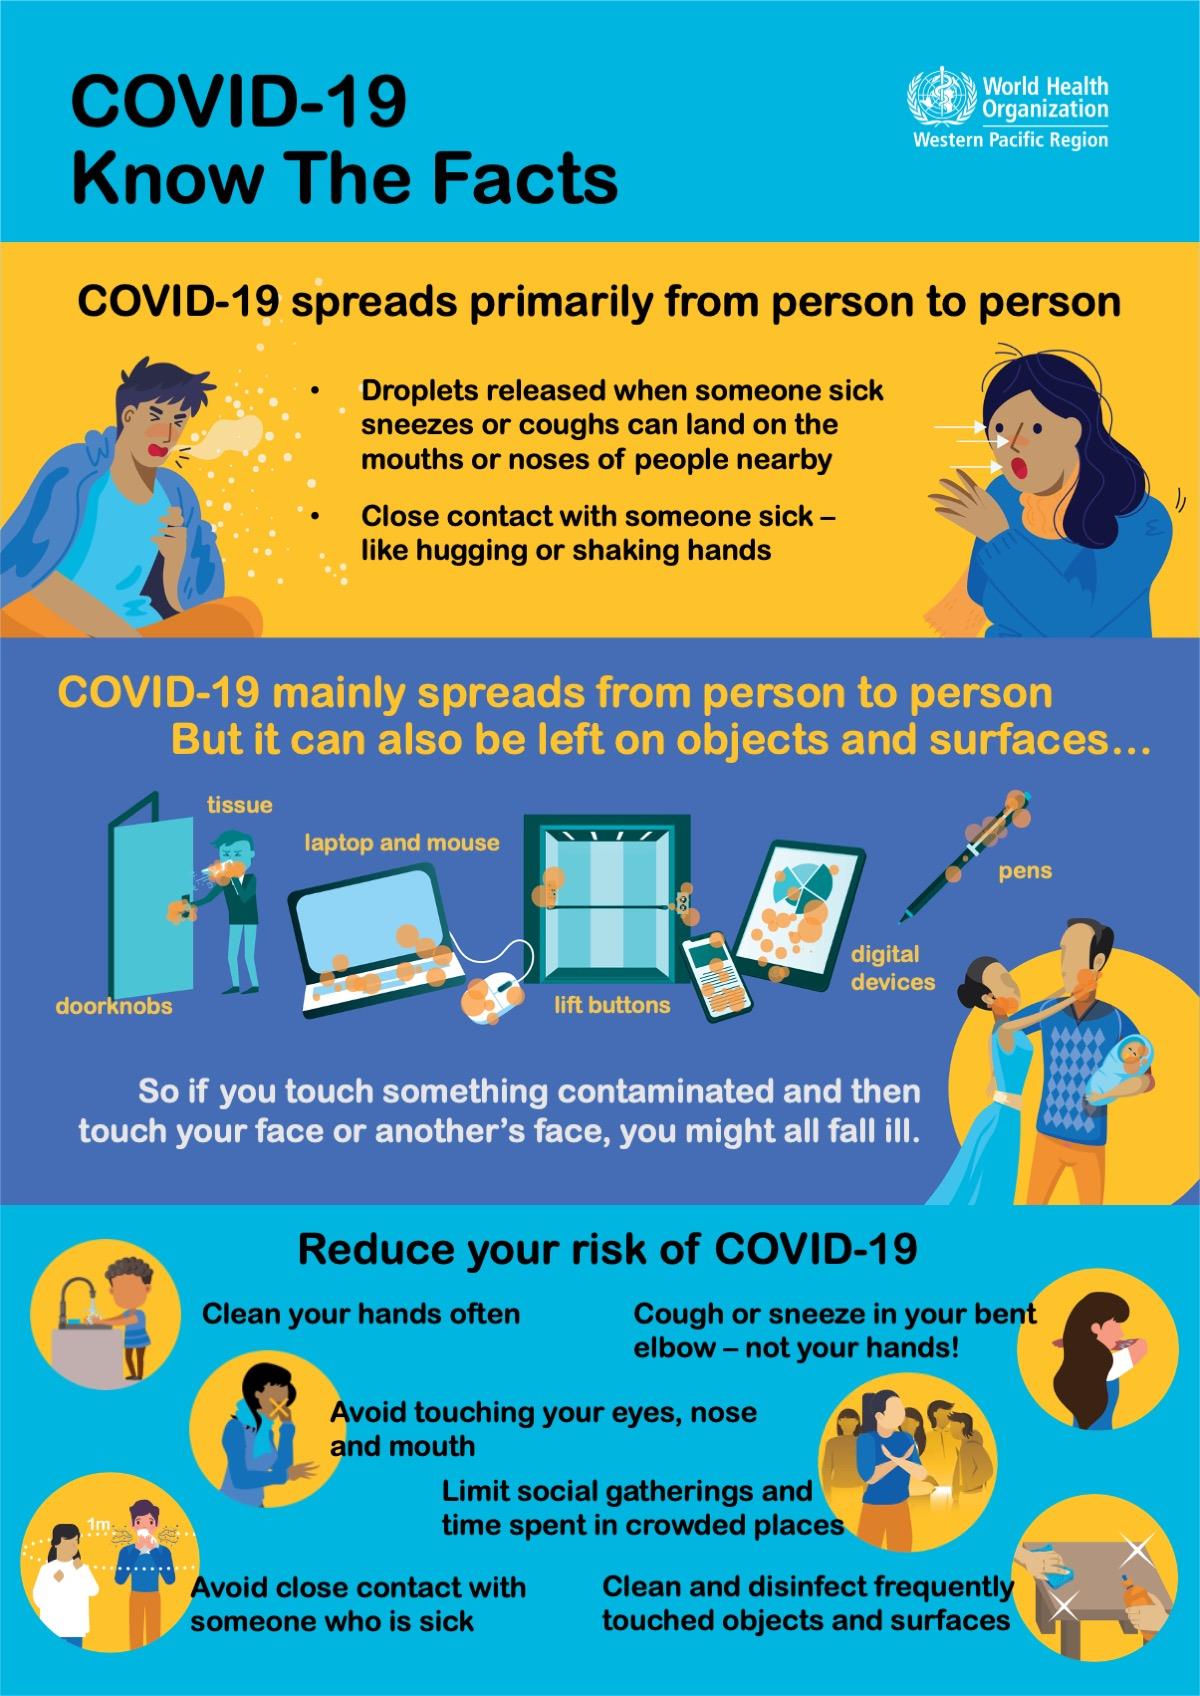 COVID-19
Know The Facts
World Health
Organization
Western Pacific Region
COVID-19 spreads primarily from person to person
• Droplets released when someone sick
sneezes or coughs can land on the
mouths or noses of people nearby
• Close contact with someone sick –
like hugging or shaking hands
COVID-19 mainly spreads from person to person
But it can also be left on objects and surfaces...
tissue
laptop and mouse
pens
digital
devices
doorknobs
lift buttons
So if you touch something contaminated and then
touch your face or another's face, you might all fall ill.
Reduce your risk of COVID-19
Clean your hands often
Cough or sneeze in your bent
elbow – not your hands!
Avoid touching your eyes, nose
and mouth
Limit social gatherings and
time spent in crowded places
1m
Avoid close contact with
someone who is sick
Clean and disinfect frequently
touched objects and surfaces